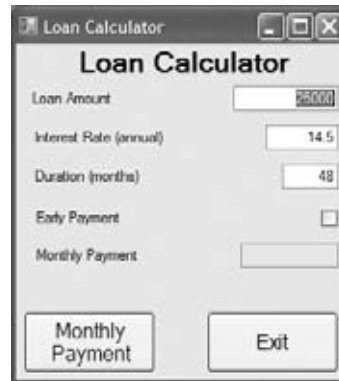 Loan Calculator
Loan Calculator
Loan Amount 25000
Interest Rate (annual) 14.5
Duration (months) 48
Early Payment
Monthly Payment
Monthly Payment Exit